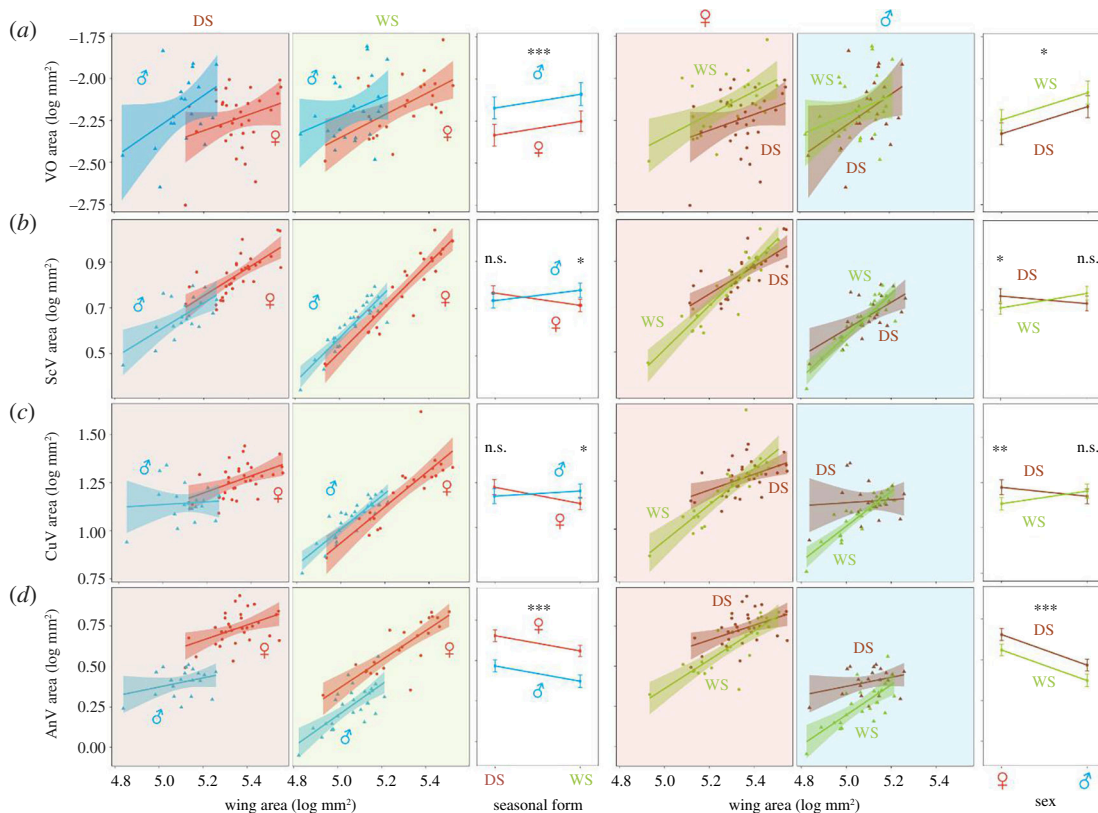 DS WS ♀ ♂
(a)
VO area (log mm²)
−1.75
−2.00
−2.25
−2.50
−2.75
♂ ♀
♂ ♀
*** ♂ ♀
WS DS
WS DS
* WS DS
(b)
ScV area (log mm²)
0.9
0.7
0.5
♂ ♀
♂ ♀
n.s. ♂ * ♀
WS DS
WS DS
* DS WS n.s.
(c)
CuV area (log mm²)
1.50
1.25
1.00
0.75
♂ ♀
♂ ♀
n.s. * ♂ ♀
WS DS
DS WS
** DS WS n.s.
(d)
AnV area (log mm²)
0.75
0.50
0.25
0.00
♀ ♂
♀ ♂
*** ♀ ♂
DS WS
DS WS
*** DS WS
4.8 5.0 5.2 5.4 4.8 5.0 5.2 5.4 DS WS 4.8 5.0 5.2 5.4 4.8 5.0 5.2 5.4 ♀ ♂
wing area (log mm²) seasonal form wing area (log mm²) sex